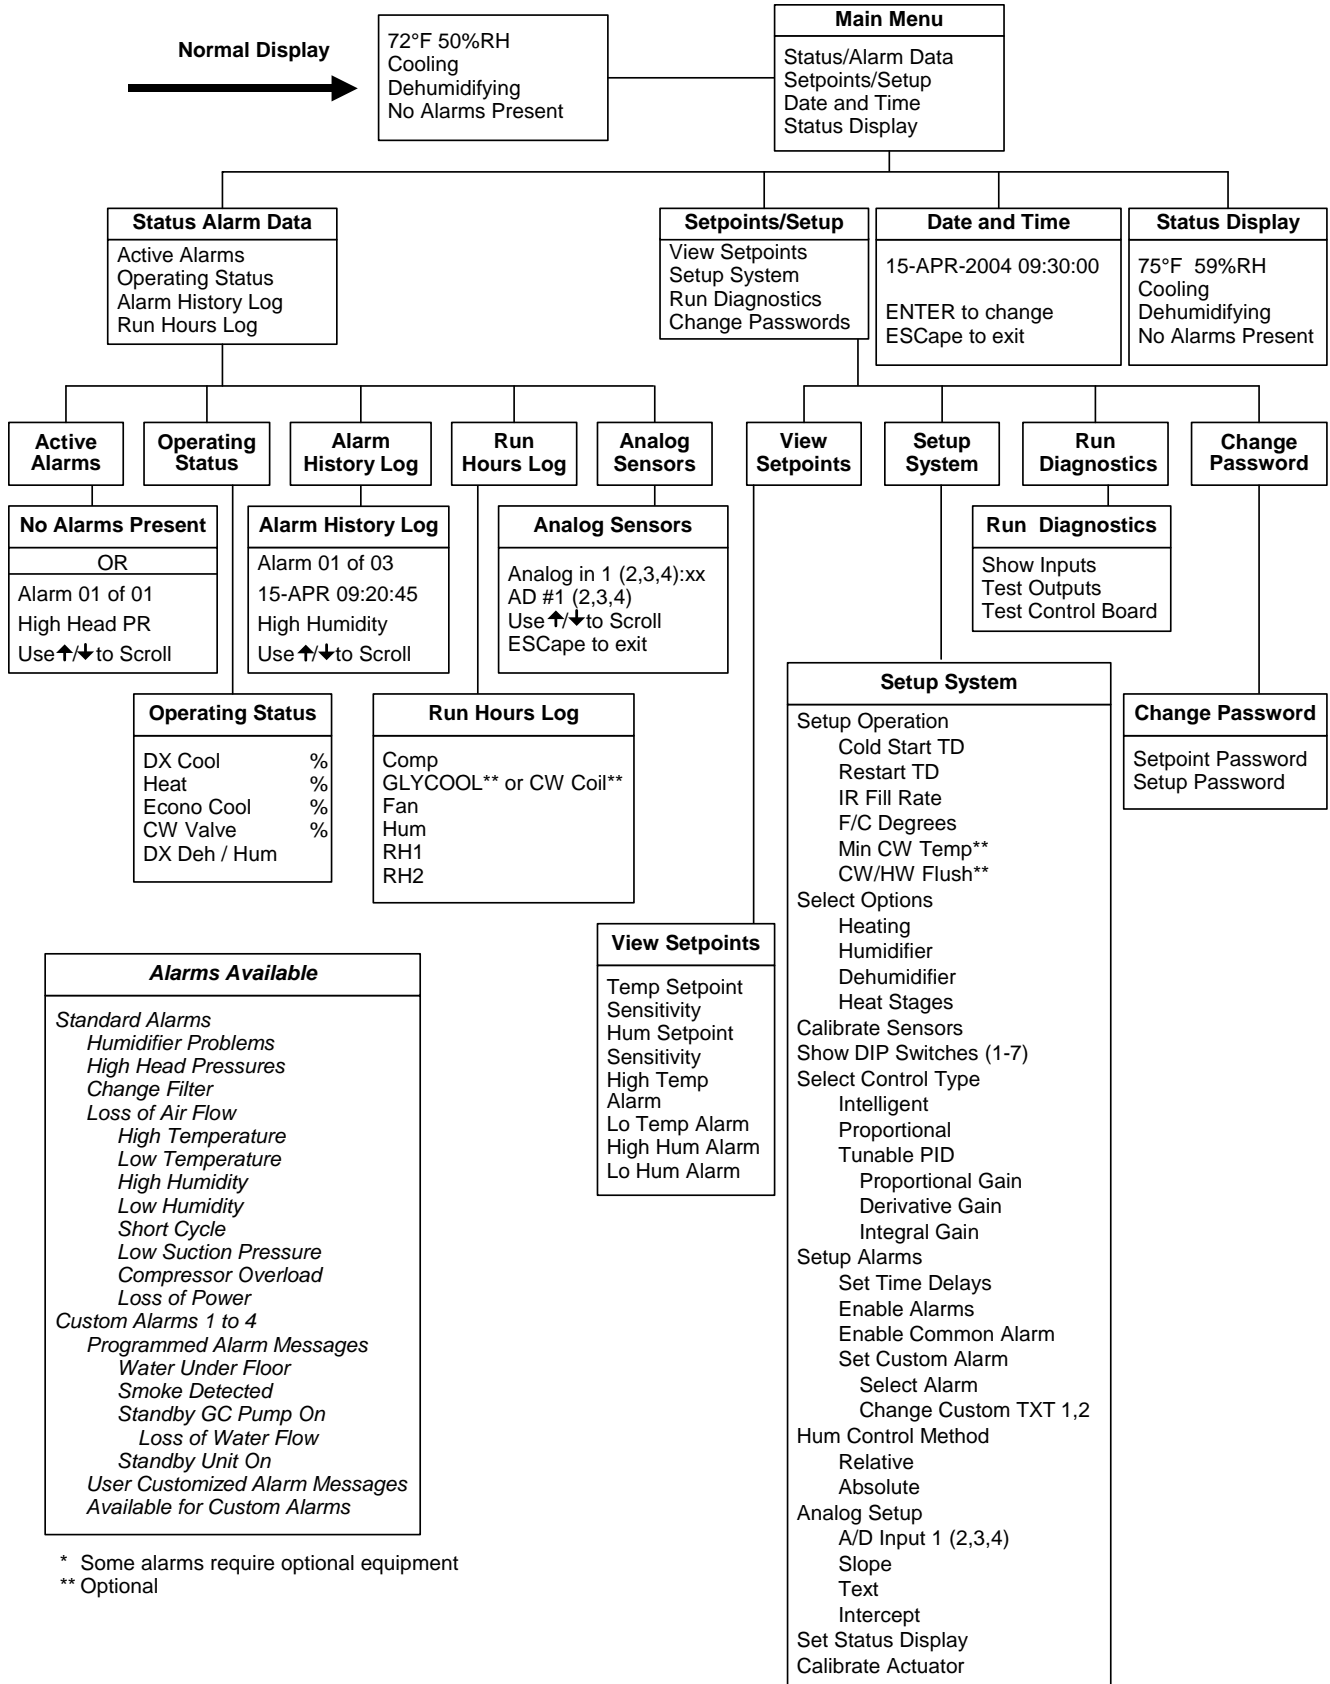 Normal Display
72°F 50%RH
Cooling
Dehumidifying
No Alarms Present
Main Menu
Status/Alarm Data
Setpoints/Setup
Date and Time
Status Display
Status Alarm Data
Active Alarms
Operating Status
Alarm History Log
Run Hours Log
Setpoints/Setup
View Setpoints
Setup System
Run Diagnostics
Change Passwords
Date and Time
15-APR-2004 09:30:00
ENTER to change
ESCape to exit
Status Display
75°F 59%RH
Cooling
Dehumidifying
No Alarms Present
Active
Alarms
Operating
Status
Alarm
History Log
Run
Hours Log
Analog
Sensors
View
Setpoints
Setup
System
Run
Diagnostics
Change
Password
No Alarms Present
OR
Alarm 01 of 01
High Head PR
Use↑/↓to Scroll
Alarm History Log
Alarm 01 of 03
15-APR 09:20:45
High Humidity
Use↑/↓to Scroll
Analog Sensors
Analog in 1 (2,3,4):xx
AD #1 (2,3,4)
Use↑/↓to Scroll
ESCape to exit
Run Diagnostics
Show Inputs
Test Outputs
Test Control Board
Operating Status
DX Cool %
Heat %
Econo Cool %
CW Valve %
DX Deh / Hum
Run Hours Log
Comp
GLYCOOL** or CW Coil**
Fan
Hum
RH1
RH2
Setup System
Setup Operation
Cold Start TD
Restart TD
IR Fill Rate
F/C Degrees
Min CW Temp**
CW/HW Flush**
Select Options
Heating
Humidifier
Dehumidifier
Heat Stages
Calibrate Sensors
Show DIP Switches (1-7)
Select Control Type
Intelligent
Proportional
Tunable PID
Proportional Gain
Derivative Gain
Integral Gain
Setup Alarms
Set Time Delays
Enable Alarms
Enable Common Alarm
Set Custom Alarm
Select Alarm
Change Custom TXT 1,2
Hum Control Method
Relative
Absolute
Analog Setup
A/D Input 1 (2,3,4)
Slope
Text
Intercept
Set Status Display
Calibrate Actuator
Change Password
Setpoint Password
Setup Password
View Setpoints
Temp Setpoint
Sensitivity
Hum Setpoint
Sensitivity
High Temp
Alarm
Lo Temp Alarm
High Hum Alarm
Lo Hum Alarm
Alarms Available
Standard Alarms
Humidifier Problems
High Head Pressures
Change Filter
Loss of Air Flow
High Temperature
Low Temperature
High Humidity
Low Humidity
Short Cycle
Low Suction Pressure
Compressor Overload
Loss of Power
Custom Alarms 1 to 4
Programmed Alarm Messages
Water Under Floor
Smoke Detected
Standby GC Pump On
Loss of Water Flow
Standby Unit On
User Customized Alarm Messages
Available for Custom Alarms
* Some alarms require optional equipment
** Optional